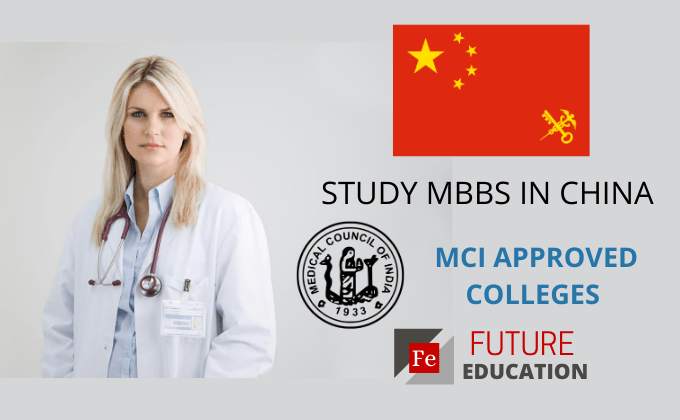 STUDY MBBS IN CHINA
MEDICAL COUNCIL OF INDIA
1933
MCI APPROVED
COLLEGES
Fe
FUTURE
EDUCATION